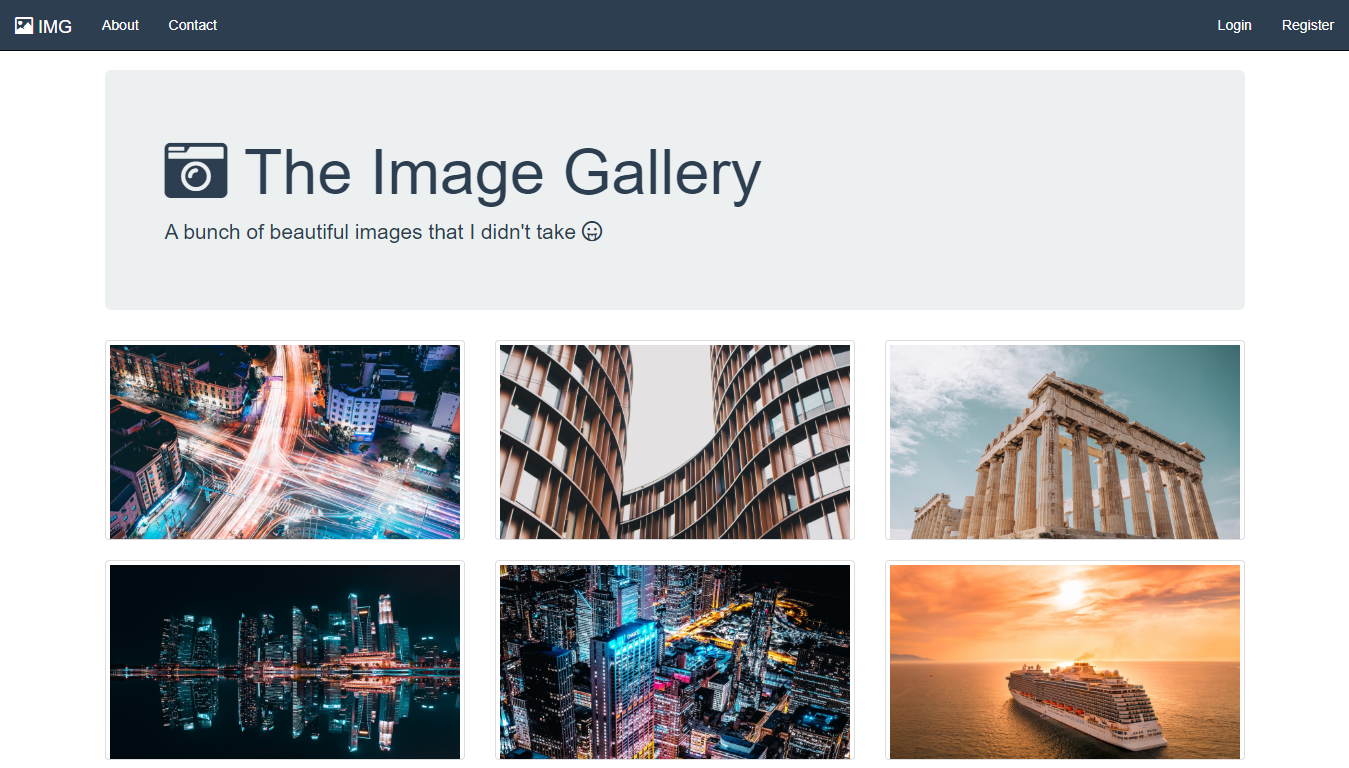 IMG About Contact Login Register
The Image Gallery
A bunch of beautiful images that I didn't take